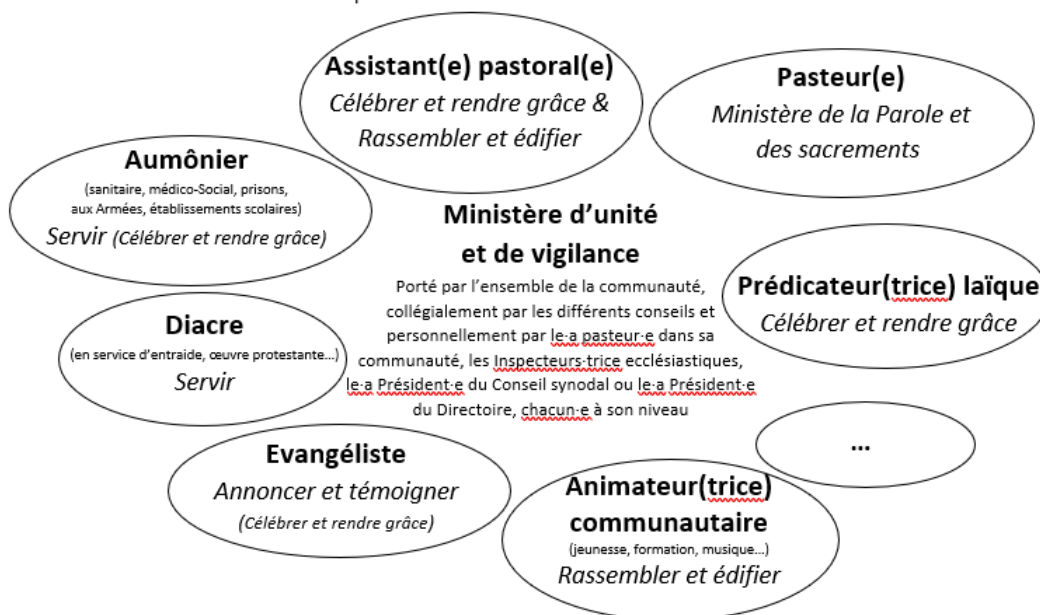 Assistant(e) pastoral(e)
Célébrer et rendre grâce &
Rassembler et édifier
Pasteur(e)
Ministère de la Parole et
des sacrements
Aumônier
(sanitaire, médico-Social, prisons,
aux Armées, établissements scolaires)
Servir (Célébrer et rendre grâce)
Ministère d’unité
et de vigilance
Porté par l’ensemble de la communauté,
collégialement par les différents conseils et
personnellement par le·a pasteur·e dans sa
communauté, les Inspecteurs·trice ecclésiastiques,
le·a Président·e du Conseil synodal ou le·a Président·e
du Directoire, chacun·e à son niveau
Prédicateur(trice) laïque
Célébrer et rendre grâce
Diacre
(en service d’entraide, œuvre protestante…)
Servir
...
Evangéliste
Annoncer et témoigner
(Célébrer et rendre grâce)
Animateur(trice)
communautaire
(jeunesse, formation, musique…)
Rassembler et édifier